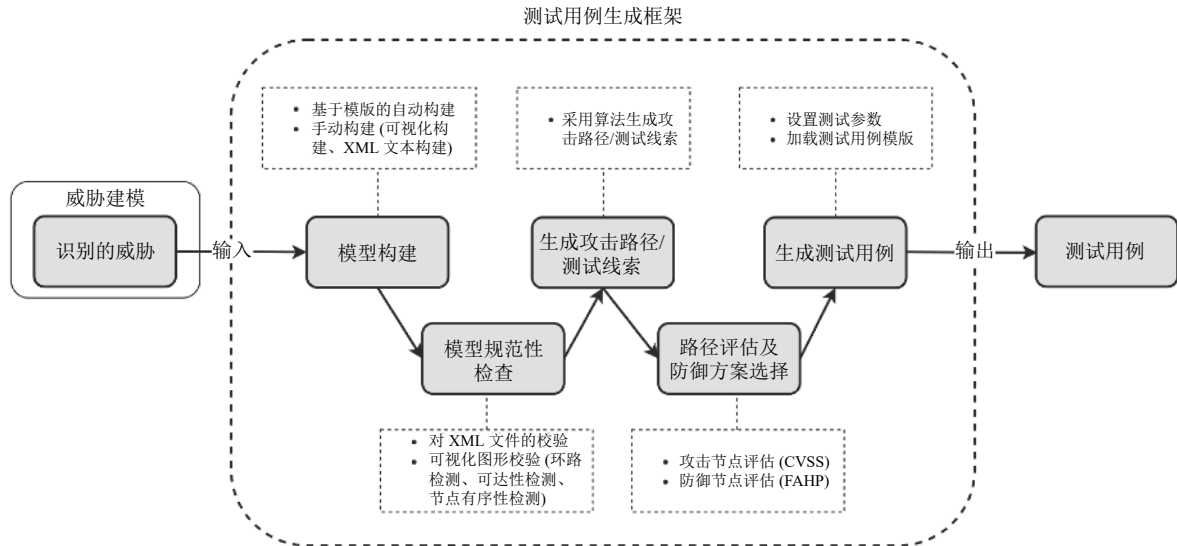 测试用例生成框架
• 基于模版的自动构建
• 手动构建 (可视化构
建、XML 文本构建)
• 采用算法生成攻
击路径/测试线索
• 设置测试参数
• 加载测试用例模版
威胁建模
识别的威胁
输入
模型构建
生成攻击路径/
测试线索
生成测试用例
输出
测试用例
模型规范性
检查
路径评估及
防御方案选择
• 对 XML 文件的校验
• 可视化图形校验 (环路
检测、可达性检测、
节点有序性检测)
• 攻击节点评估 (CVSS)
• 防御节点评估 (FAHP)